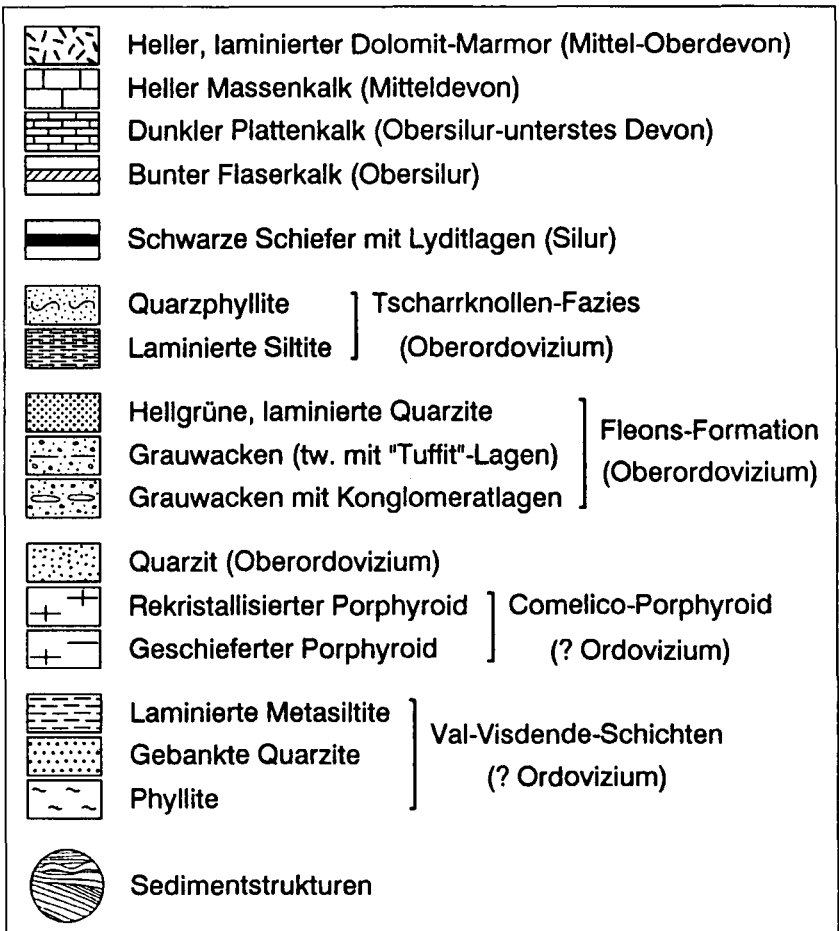 Heller, laminierter Dolomit-Marmor (Mittel-Oberdevon)
Heller Massenkalk (Mitteldevon)
Dunkler Plattenkalk (Obersilur-unterstes Devon)
Bunter Flaserkalk (Obersilur)
Schwarze Schiefer mit Lyditlagen (Silur)
Quarzphyllite
Laminierte Siltite
Tscharrknollen-Fazies
(Oberordovizium)
Hellgrüne, laminierte Quarzite
Grauwacken (tw. mit "Tuffit"-Lagen)
Grauwacken mit Konglomeratlagen
Fleons-Formation
(Oberordovizium)
Quarzit (Oberordovizium)
Rekristallisierter Porphyroid
Geschieferter Porphyroid
Comelico-Porphyroid
(? Ordovizium)
Laminierte Metasiltite
Gebankte Quarzite
Phyllite
Val-Visdende-Schichten
(? Ordovizium)
Sedimentstrukturen